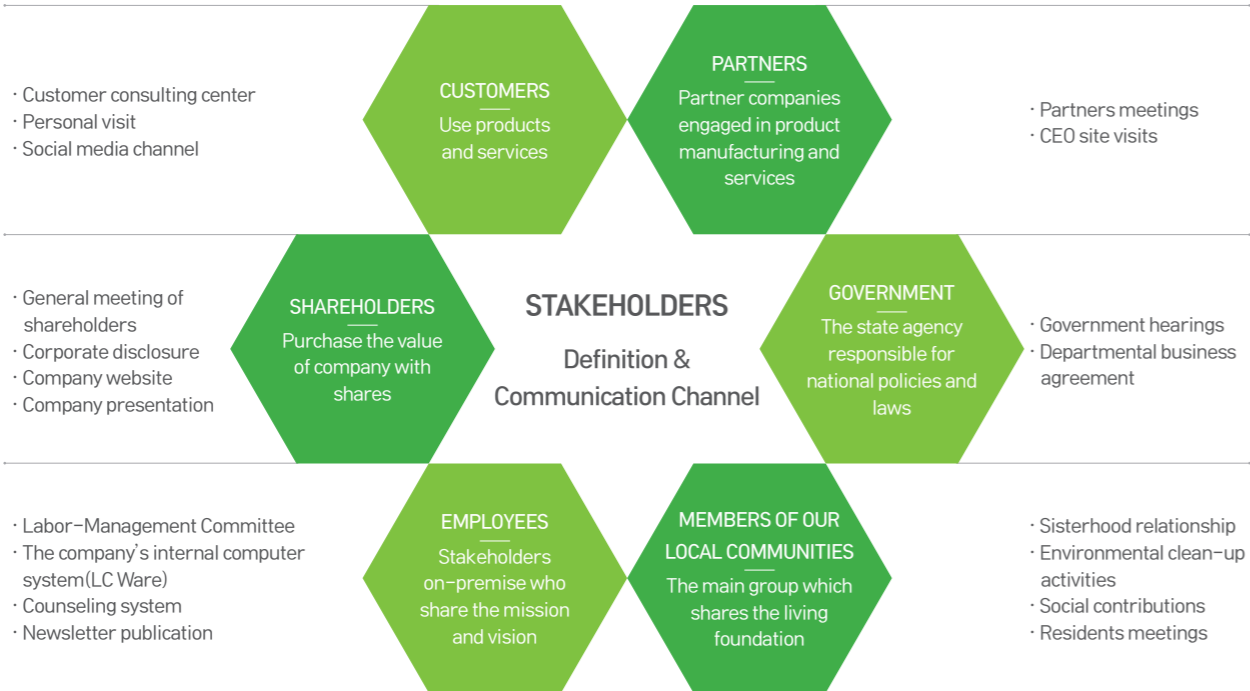 · Customer consulting center
· Personal visit
· Social media channel
CUSTOMERS
Use products
and services
PARTNERS
Partner companies
engaged in product
manufacturing and
services
· Partners meetings
· CEO site visits
· General meeting of
shareholders
· Corporate disclosure
· Company website
· Company presentation
SHAREHOLDERS
Purchase the value
of company with
shares
STAKEHOLDERS
Definition &
Communication Channel
GOVERNMENT
The state agency
responsible for
national policies and
laws
· Government hearings
· Departmental business
agreement
· Labor-Management Committee
· The company's internal computer
system(LC Ware)
· Counseling system
· Newsletter publication
EMPLOYEES
Stakeholders
on-premise who
share the mission
and vision
MEMBERS OF OUR
LOCAL COMMUNITIES
The main group which
shares the living
foundation
· Sisterhood relationship
· Environmental clean-up
activities
· Social contributions
· Residents meetings